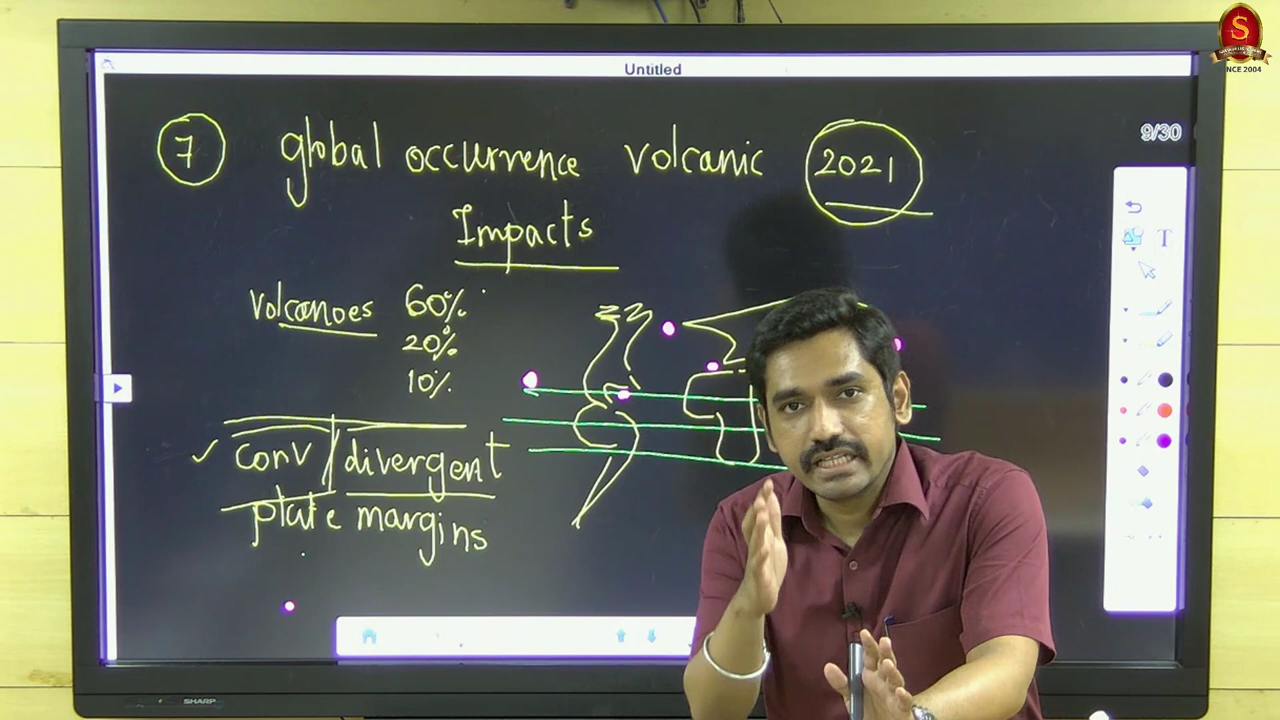 S
NCE 2004
Untitled
9/30
7 global occurrence volcanic 2021
Impacts
T
volcanoes 60%
20%
10%
conv / divergent
plate margins
SHARP